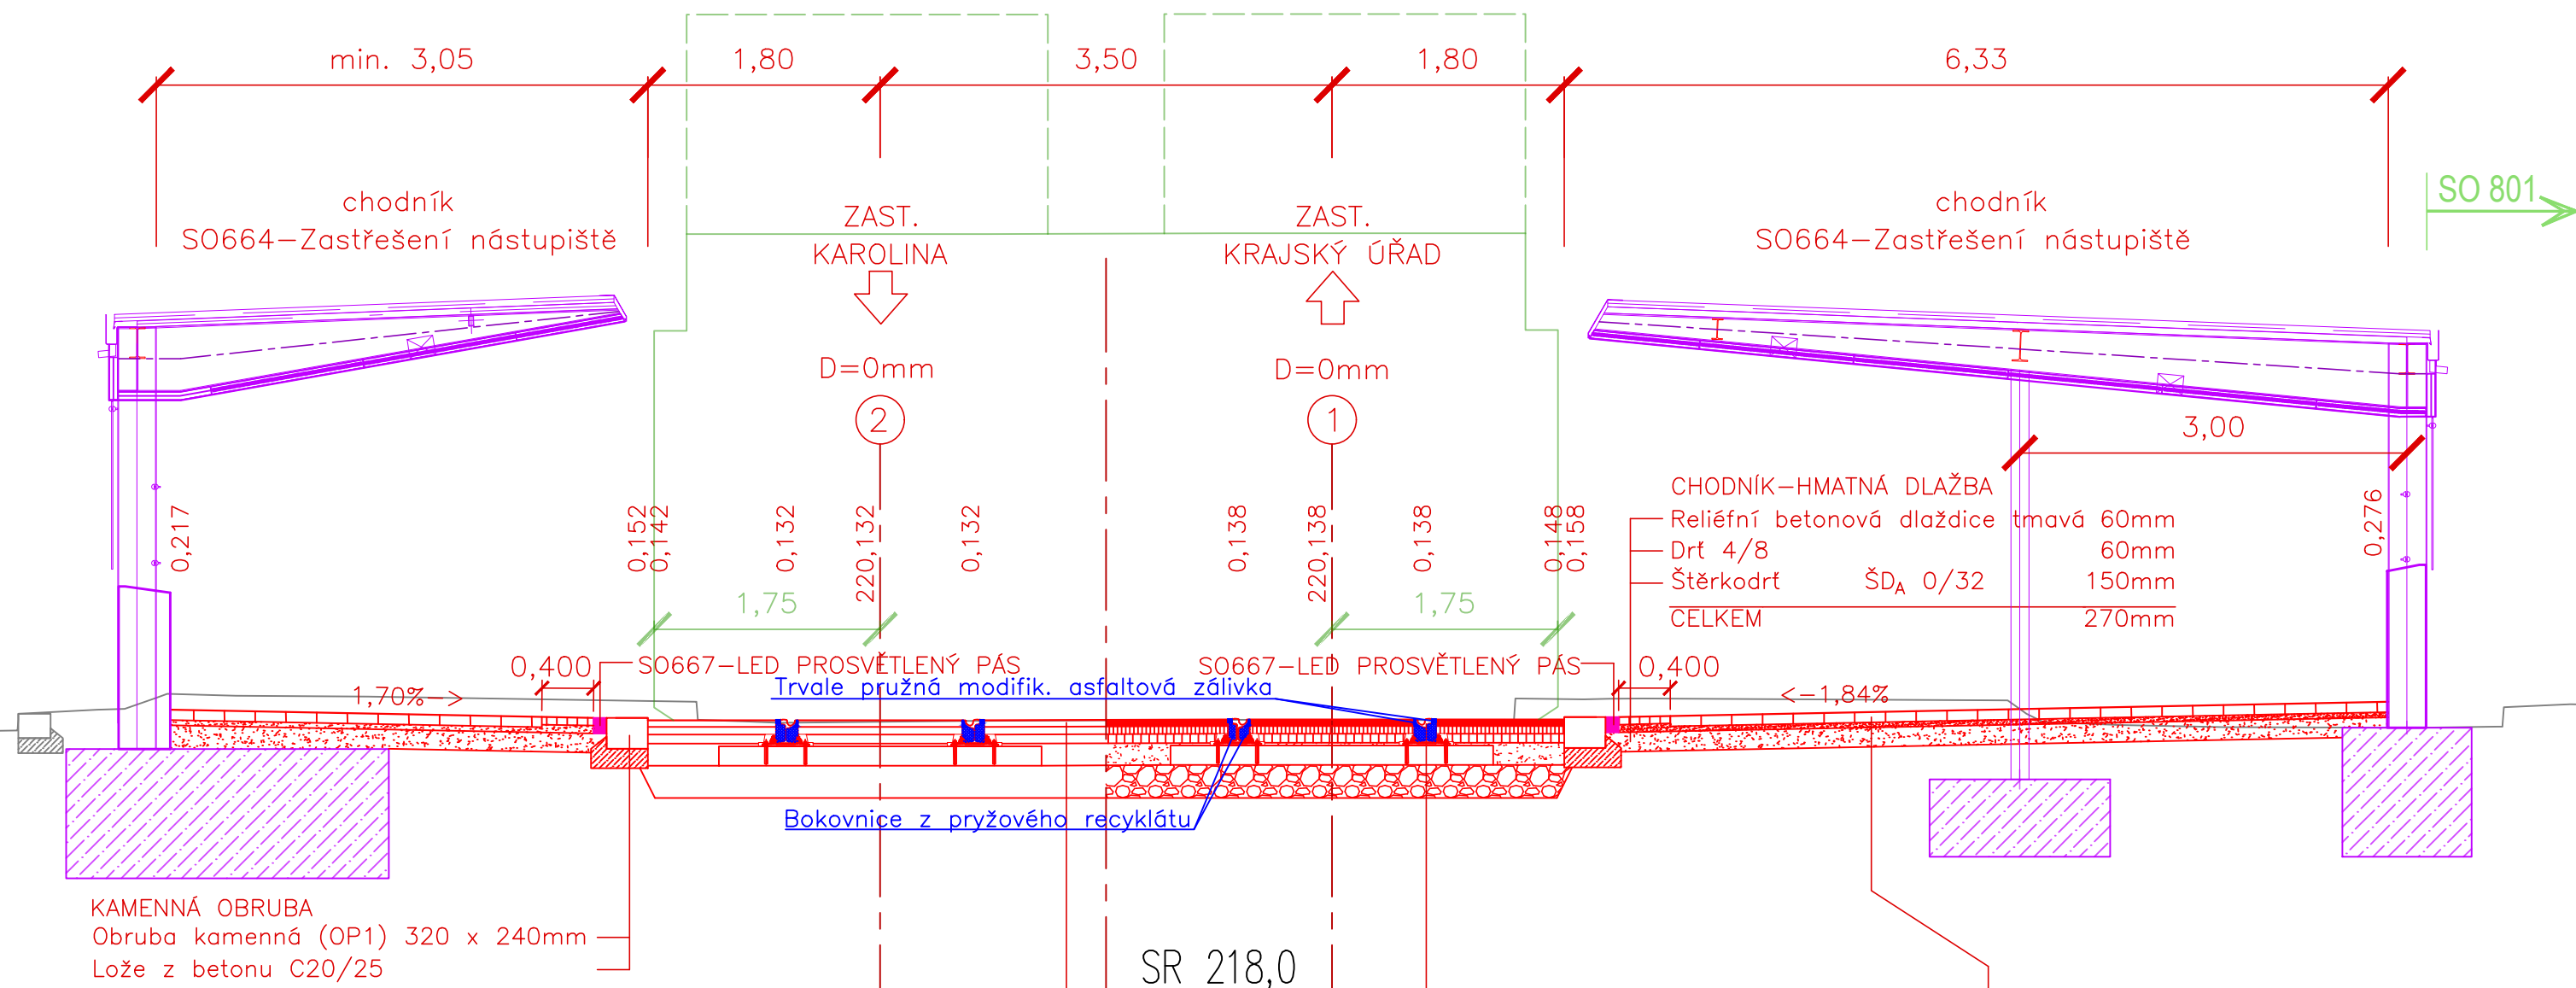 min. 3,05
1,80
3,50
1,80
6,33
SO 801
chodník
SO664–Zastřešení nástupiště
ZAST.
KAROLINA
ZAST.
KRAJSKÝ ÚŘAD
chodník
SO664–Zastřešení nástupiště
D=0mm
D=0mm
2
1
3,00
0,217
0,152
0,142
0,132
220,132
0,132
0,138
220,138
0,138
0,148
0,158
0,276
CHODNÍK–HMATNÁ DLAŽBA
Reliéfní betonová dlaždice tmavá 60mm
Drť 4/8 60mm
Štěrkodrť ŠDA 0/32 150mm
CELKEM 270mm
1,75
1,75
0,400
SO667–LED PROSVĚTLENÝ PÁS
SO667–LED PROSVĚTLENÝ PÁS
0,400
Trvale pružná modifik. asfaltová zálivka
1,70%–>
<–1,84%
Bokovnice z pryžového recyklátu
KAMENNÁ OBRUBA
Obruba kamenná (OP1) 320 x 240mm
Lože z betonu C20/25
SR 218,0